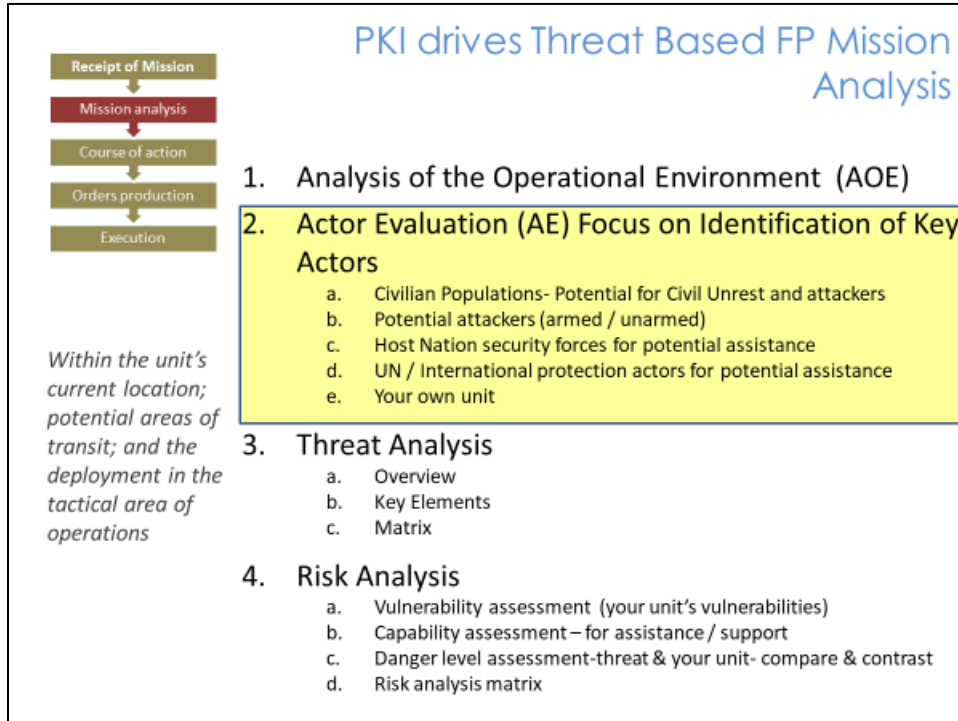 PKI drives Threat Based FP Mission
Analysis
Receipt of Mission
Mission analysis
Course of action
Orders production
Execution
Within the unit's
current location;
potential areas of
transit; and the
deployment in the
tactical area of
operations
1. Analysis of the Operational Environment (AOE)
2. Actor Evaluation (AE) Focus on Identification of Key
Actors
a. Civilian Populations- Potential for Civil Unrest and attackers
b. Potential attackers (armed / unarmed)
c. Host Nation security forces for potential assistance
d. UN / International protection actors for potential assistance
e. Your own unit
3. Threat Analysis
a. Overview
b. Key Elements
c. Matrix
4. Risk Analysis
a. Vulnerability assessment (your unit's vulnerabilities)
b. Capability assessment – for assistance / support
c. Danger level assessment-threat & your unit- compare & contrast
d. Risk analysis matrix